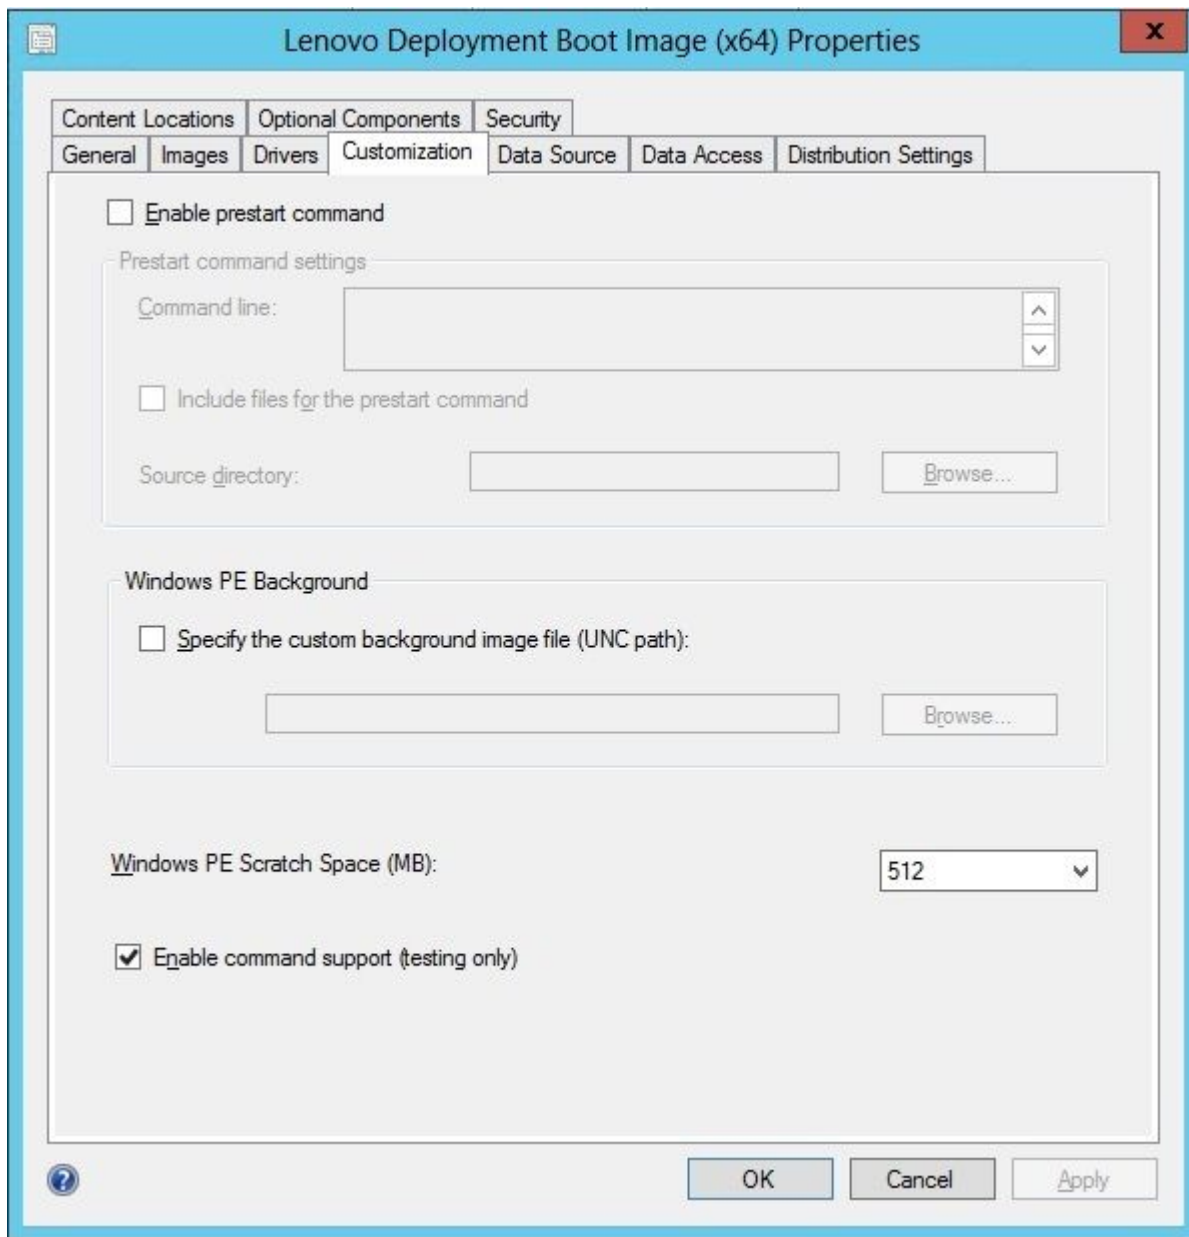 Lenovo Deployment Boot Image (x64) Properties
x
Content Locations Optional Components Security
General Images Drivers Customization Data Source Data Access Distribution Settings
Enable prestart command
Prestart command settings
Command line:
Include files for the prestart command
Source directory: Browse...
Windows PE Background
Specify the custom background image file (UNC path):
Browse...
Windows PE Scratch Space (MB): 512
Enable command support (testing only)
? OK Cancel Apply